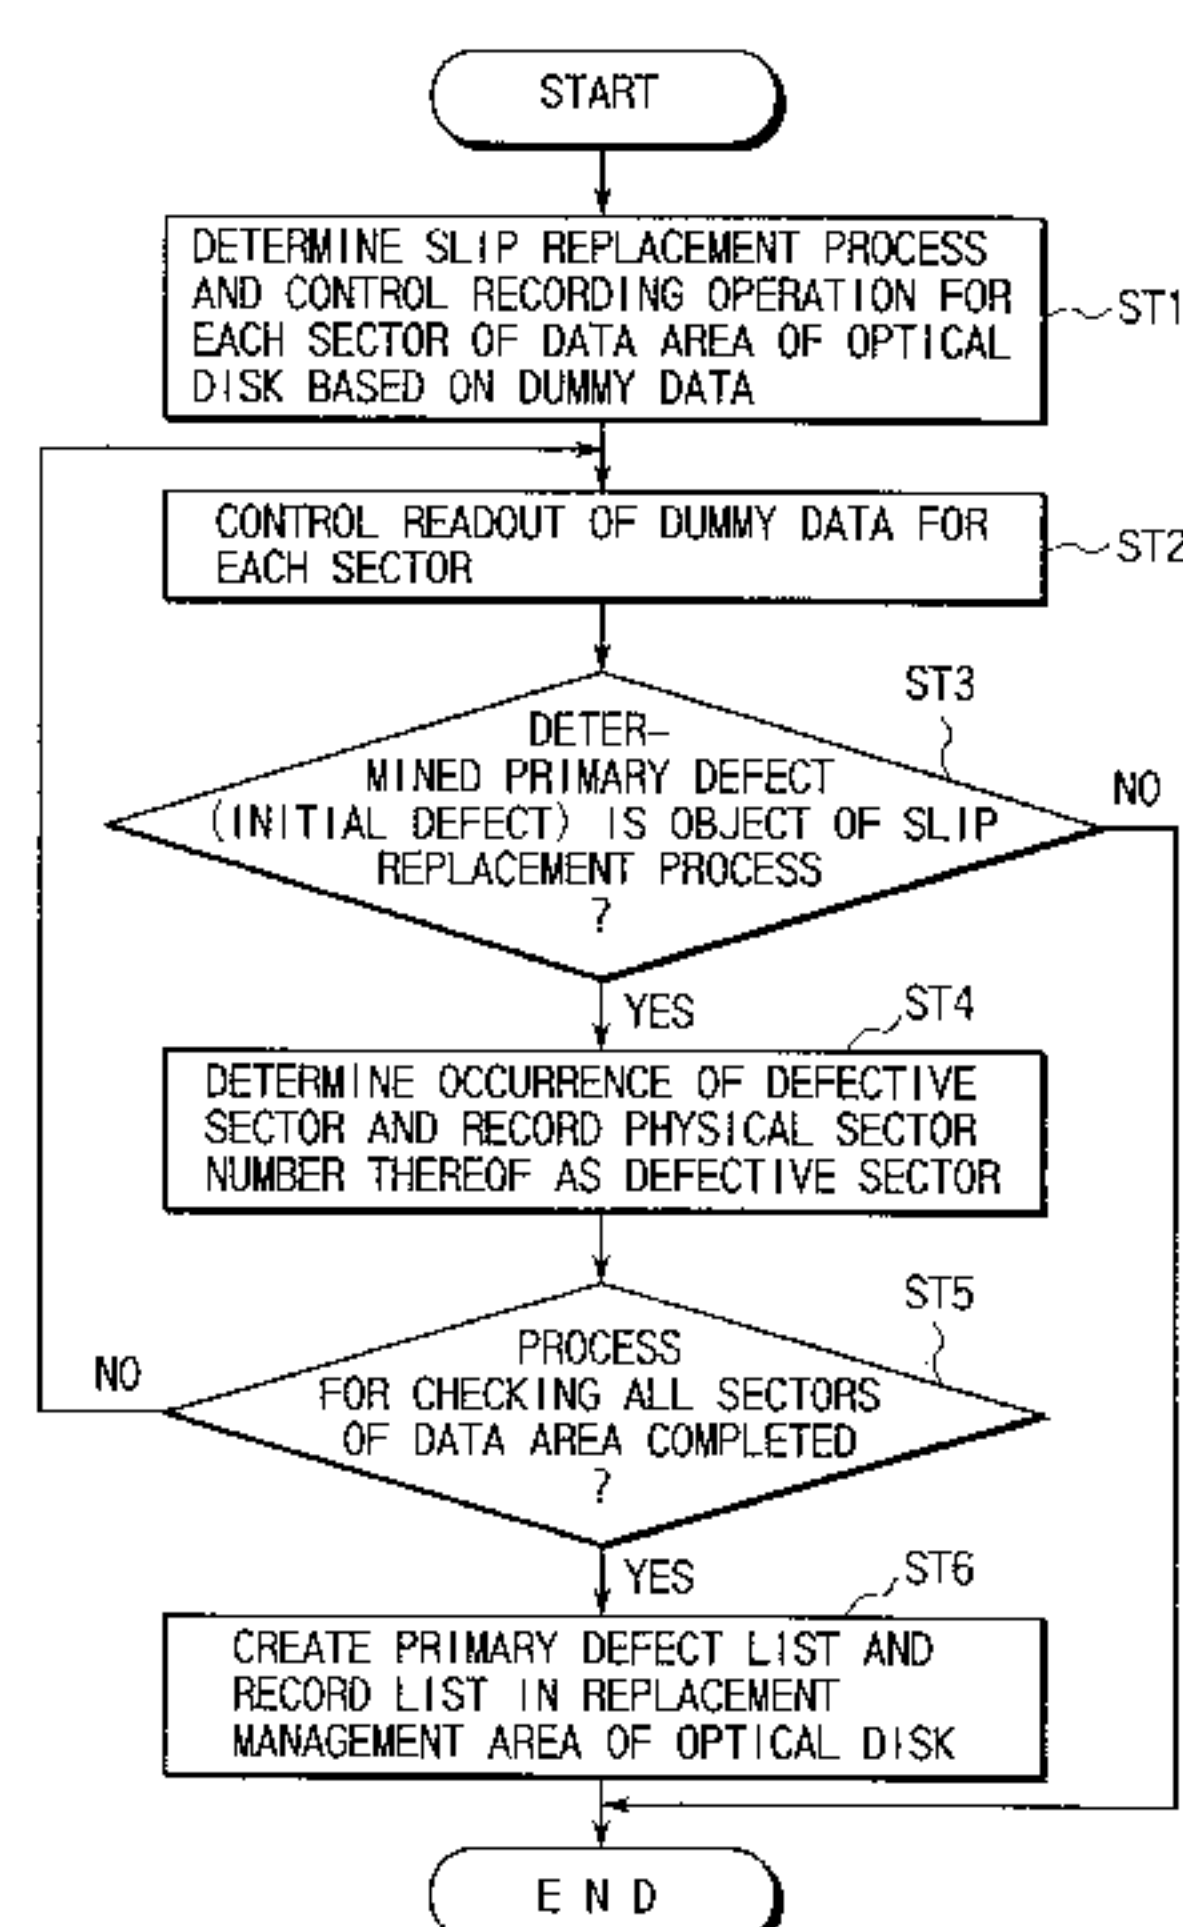 START
DETERMINE SLIP REPLACEMENT PROCESS
AND CONTROL RECORDING OPERATION FOR
EACH SECTOR OF DATA AREA OF OPTICAL
DISK BASED ON DUMMY DATA
ST1
CONTROL READOUT OF DUMMY DATA FOR
EACH SECTOR
ST2
ST3
DETER-
MINED PRIMARY DEFECT
(INITIAL DEFECT) IS OBJECT OF SLIP
REPLACEMENT PROCESS
?
NO
YES
ST4
DETERMINE OCCURRENCE OF DEFECTIVE
SECTOR AND RECORD PHYSICAL SECTOR
NUMBER THEREOF AS DEFECTIVE SECTOR
ST5
PROCESS
FOR CHECKING ALL SECTORS
OF DATA AREA COMPLETED
?
NO
YES
ST6
CREATE PRIMARY DEFECT LIST AND
RECORD LIST IN REPLACEMENT
MANAGEMENT AREA OF OPTICAL DISK
END